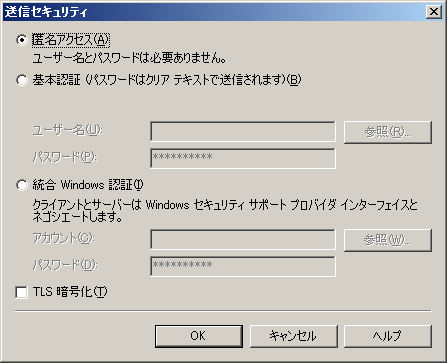 送信セキュリティ
匿名アクセス(A)
ユーザー名とパスワードは必要ありません。
基本認証 (パスワードはクリア テキストで送信されます)(B)
ユーザー名(U):
参照(R)...
パスワード(P):
**********
統合 Windows 認証(I)
クライアントとサーバーは Windows セキュリティ サポート プロバイダ インターフェイスと
ネゴシエートします。
アカウント(C):
参照(W)...
パスワード(D):
**********
TLS 暗号化(T)
OK
キャンセル
ヘルプ